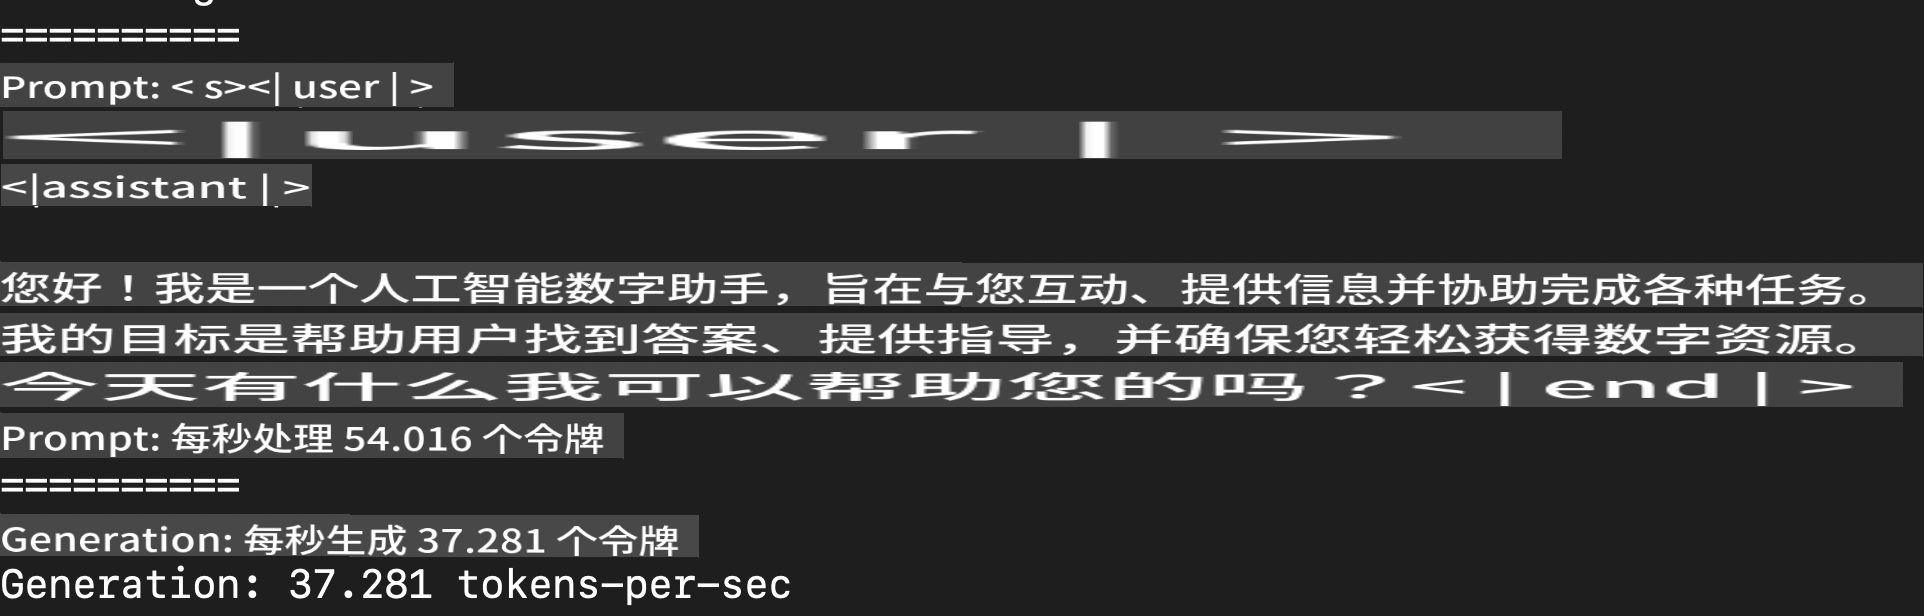 ==========
Prompt: < s><| user | >
<|user | >
<|assistant | >
您好！我是一个人工智能数字助手，旨在与您互动、提供信息并协助完成各种任务。
我的目标是帮助用户找到答案、提供指导，并确保您轻松获得数字资源。
今天有什么我可以帮助您的吗？< | end | >
Prompt: 每秒处理 54.016 个令牌
==========
Generation: 每秒生成 37.281 个令牌
Generation: 37.281 tokens-per-sec